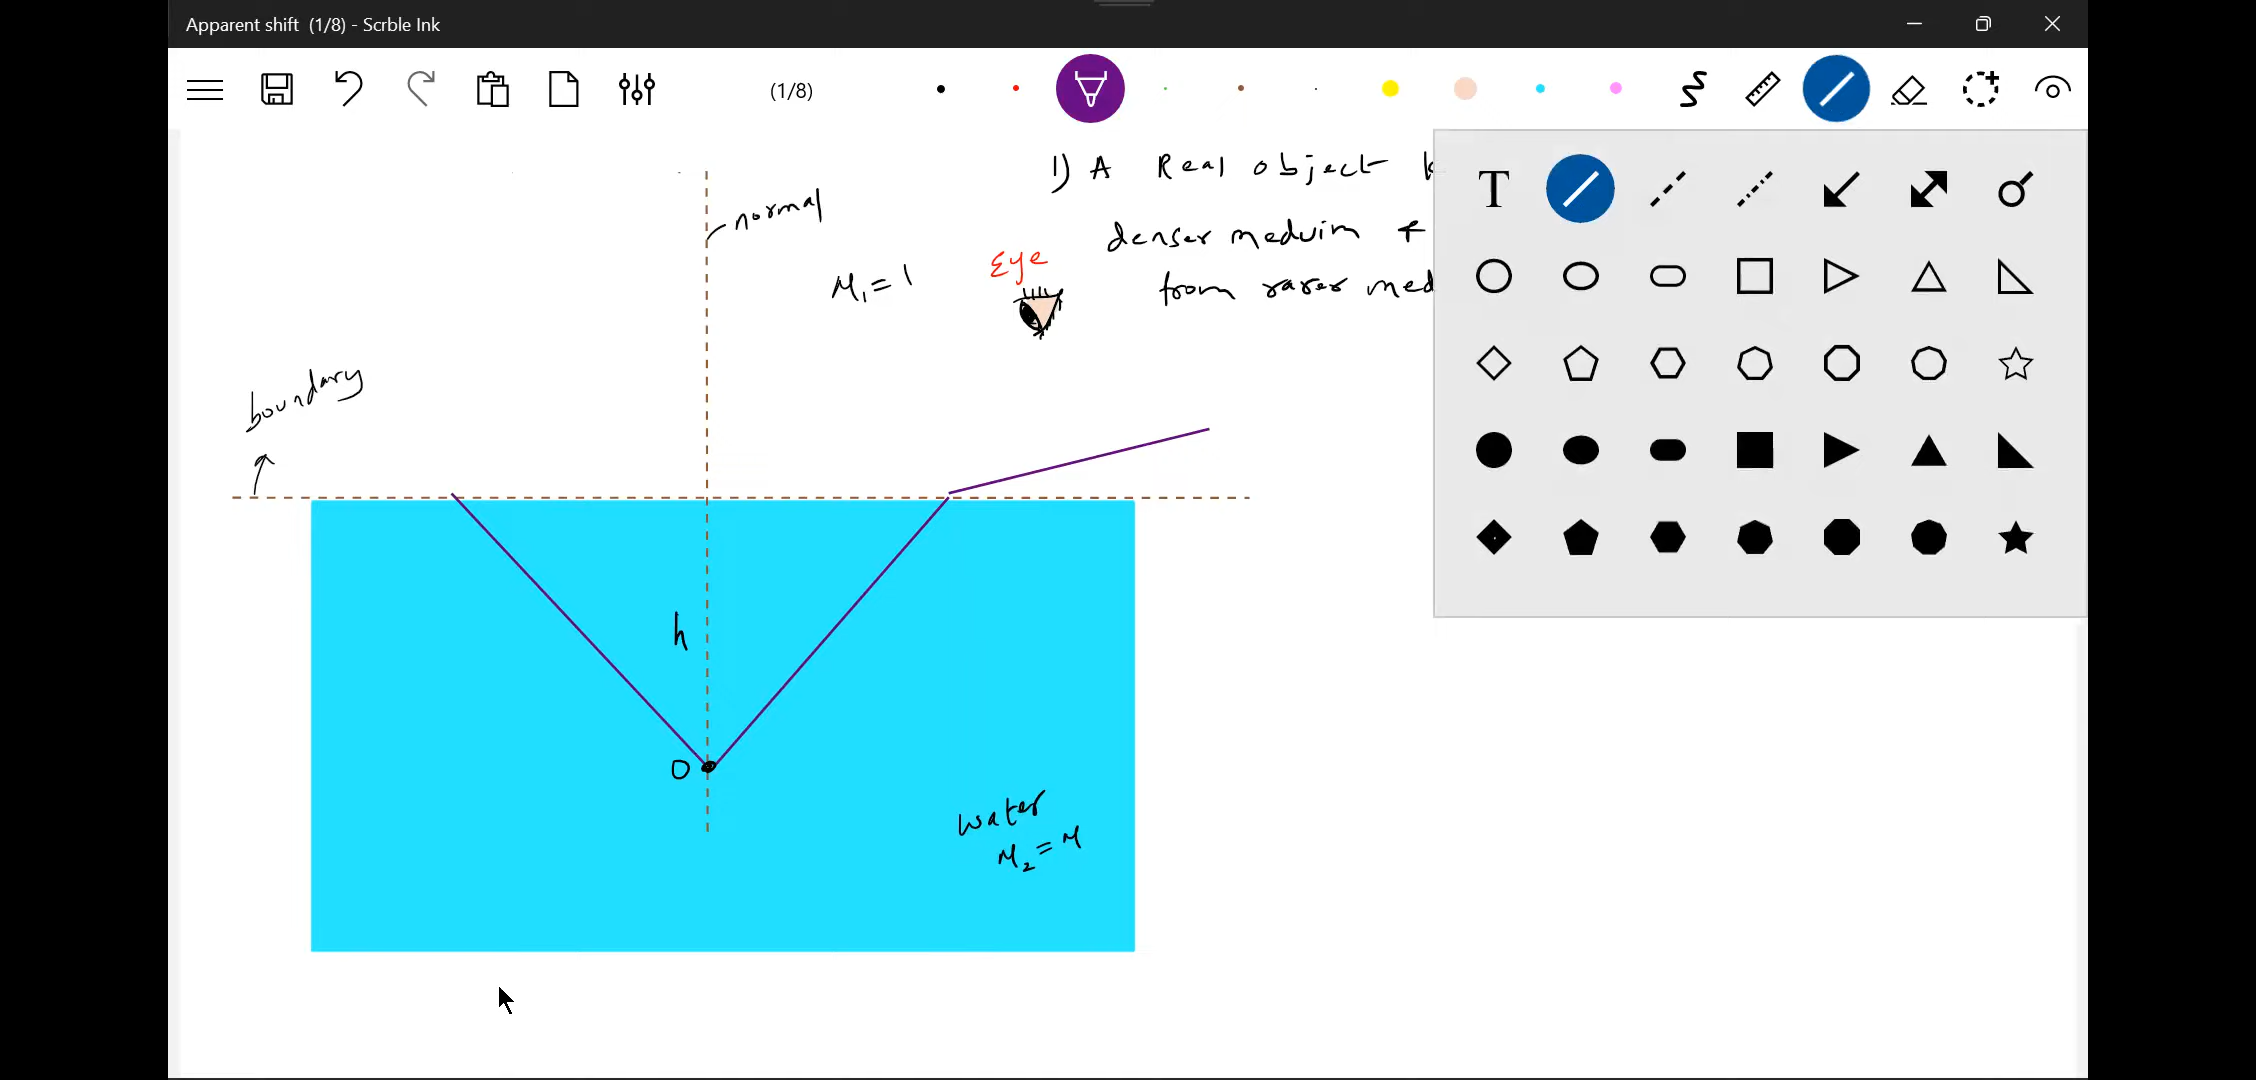 Apparent shift (1/8) - Scrble Ink
(1/8)
1) A Real object
denser meduim &
from rarer med
normal
μ₁ = 1
Eye
boundary
h
O
water
μ₂ = μ
T